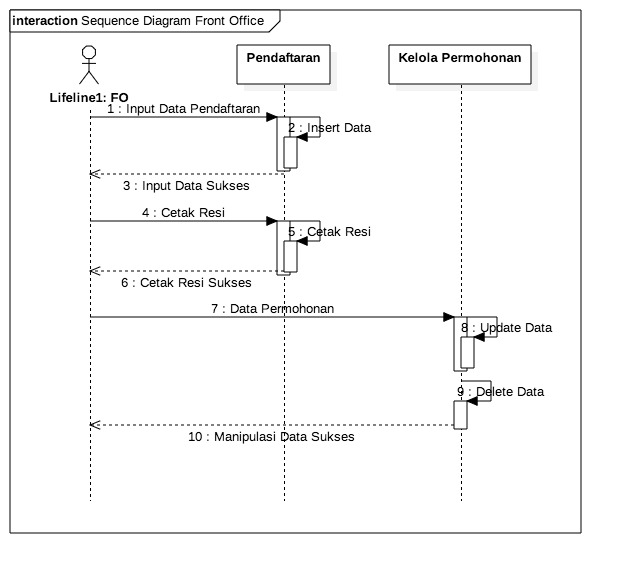 interaction Sequence Diagram Front Office
Pendaftaran
Kelola Permohonan
Lifeline1: FO
1 : Input Data Pendaftaran
2 : Insert Data
3 : Input Data Sukses
4 : Cetak Resi
5 : Cetak Resi
6 : Cetak Resi Sukses
7 : Data Permohonan
8 : Update Data
9 : Delete Data
10 : Manipulasi Data Sukses